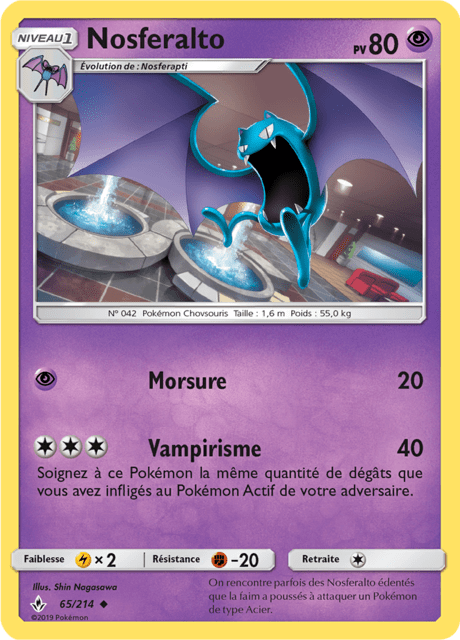 NIVEAU 1
Nosferalto
PV 80
Évolution de : Nosferapti
N° 042 Pokémon Chovsouris Taille : 1,6 m Poids : 55,0 kg
Morsure 20
Vampirisme 40
Soignez à ce Pokémon la même quantité de dégâts que
vous avez infligés au Pokémon Actif de votre adversaire.
Faiblesse × 2 Résistance -20 Retraite
Illus. Shin Nagasawa
65/214
©2019 Pokémon
On rencontre parfois des Nosferalto édentés
que la faim a poussés à attaquer un Pokémon
de type Acier.